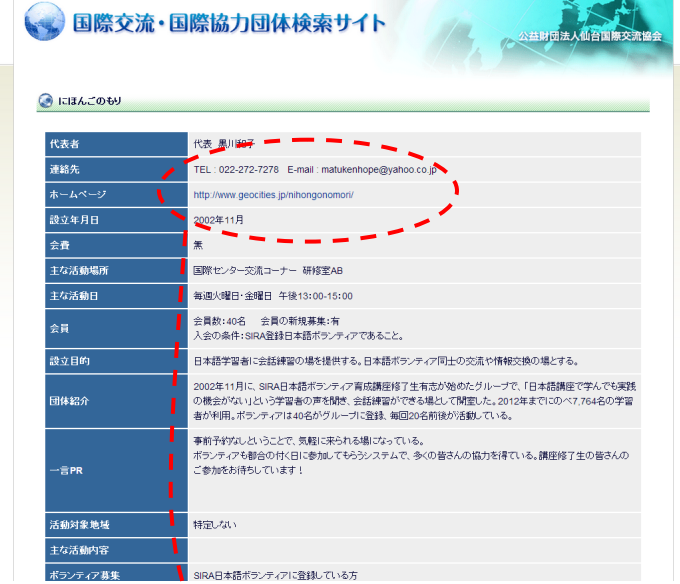 国際交流・国際協力団体検索サイト
公益財団法人仙台国際交流協会
にほんごのもり
代表者 代表 黒川和子
連絡先 TEL : 022-272-7278 E-mail : matukenhope@yahoo.co.jp
ホームページ http://www.geocities.jp/nihongonomori/
設立年月日 2002年11月
会費 無
主な活動場所 国際センター交流コーナー 研修室AB
主な活動日 毎週火曜日・金曜日 午後13:00-15:00
会員 会員数：40名 会員の新規募集：有
入会の条件：SIRA登録日本語ボランティアであること。
設立目的 日本語学習者に会話練習の場を提供する。日本語ボランティア同士の交流や情報交換の場とする。
団体紹介 2002年11月に、SIRA日本語ボランティア育成講座修了生有志が始めたグループで、「日本語講座で学んでも実践
の機会がない」という学習者の声を聞き、会話練習ができる場として開室した。2012年までにのべ7,764名の学習
者が利用。ボランティアは40名がグループに登録、毎回20名前後が活動している。
一言PR 事前予約なしということで、気軽に来られる場になっている。
ボランティアも都合の付く日に参加してもらうシステムで、多くの皆さんの協力を得ている。講座修了生の皆さんの
ご参加をお待ちしています！
活動対象地域 特定しない
主な活動内容
ボランティア募集 SIRA日本語ボランティアに登録している方